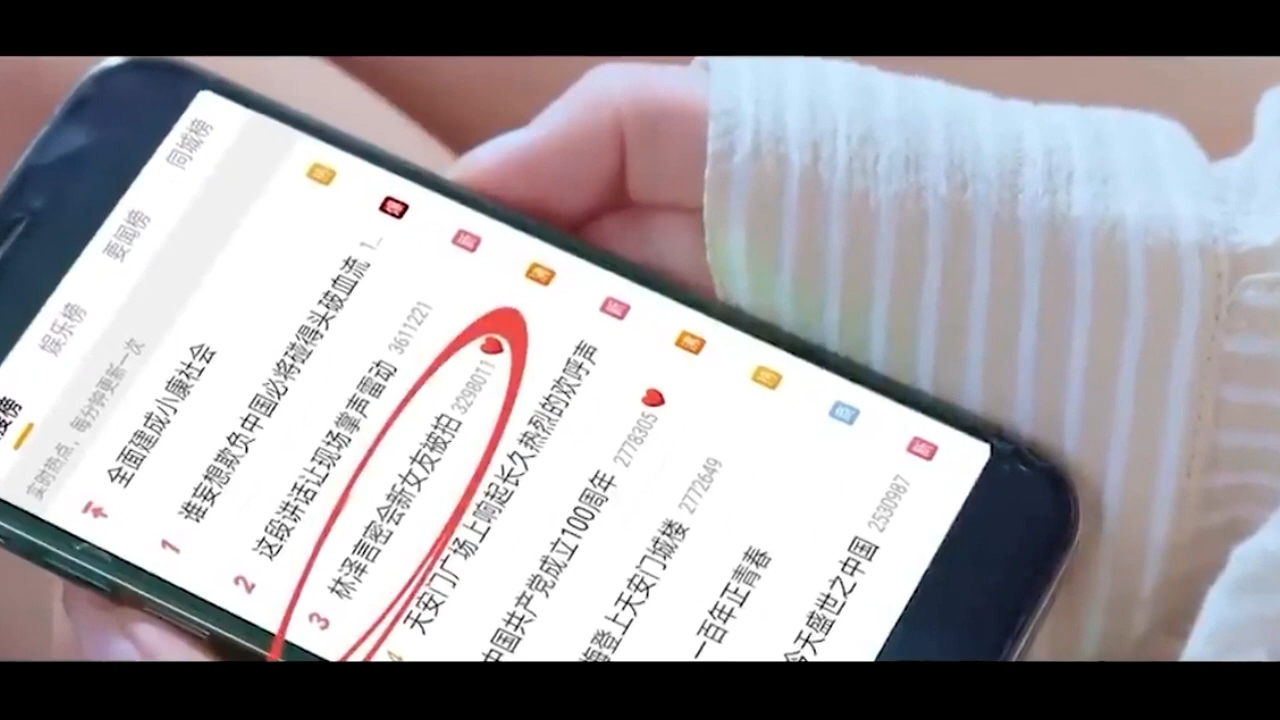 娱乐榜
要闻榜
同城榜
实时热点，每分钟更新一次
全面建成小康社会
1 谁妄想欺负中国必将碰得头破血流 1...
2 这段讲话让现场掌声雷动 3611221
3 林泽言密会新女友被拍 3298011
4 天安门广场上响起长久热烈的欢呼声
中国共产党成立100周年 2778305
登上天安门城楼 2772649
一百年正青春
今天盛世之中国 2530987